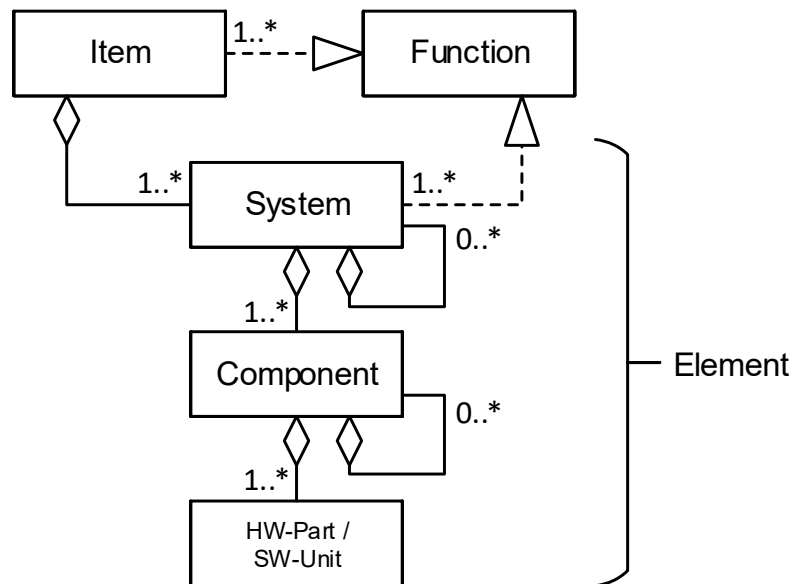 Item
1..*
Function
1..*
System
1..*
0..*
1..*
Component
0..*
Element
1..*
HW-Part /
SW-Unit